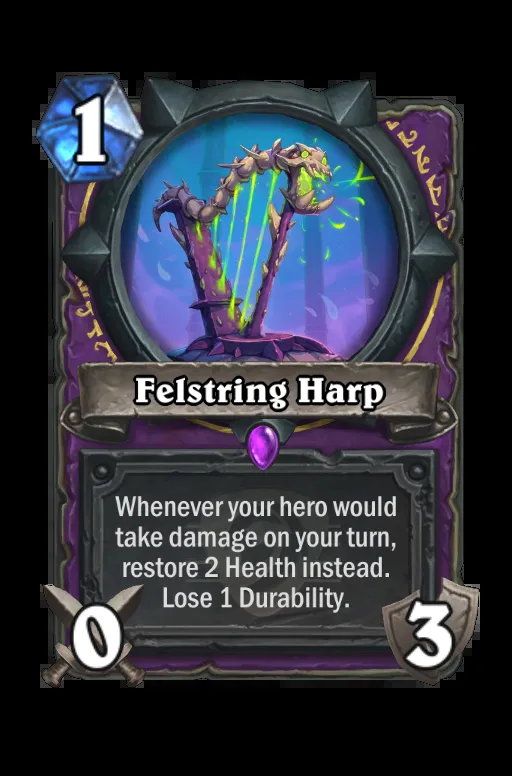 1
Felstring Harp
Whenever your hero would
take damage on your turn,
restore 2 Health instead.
Lose 1 Durability.
0
3